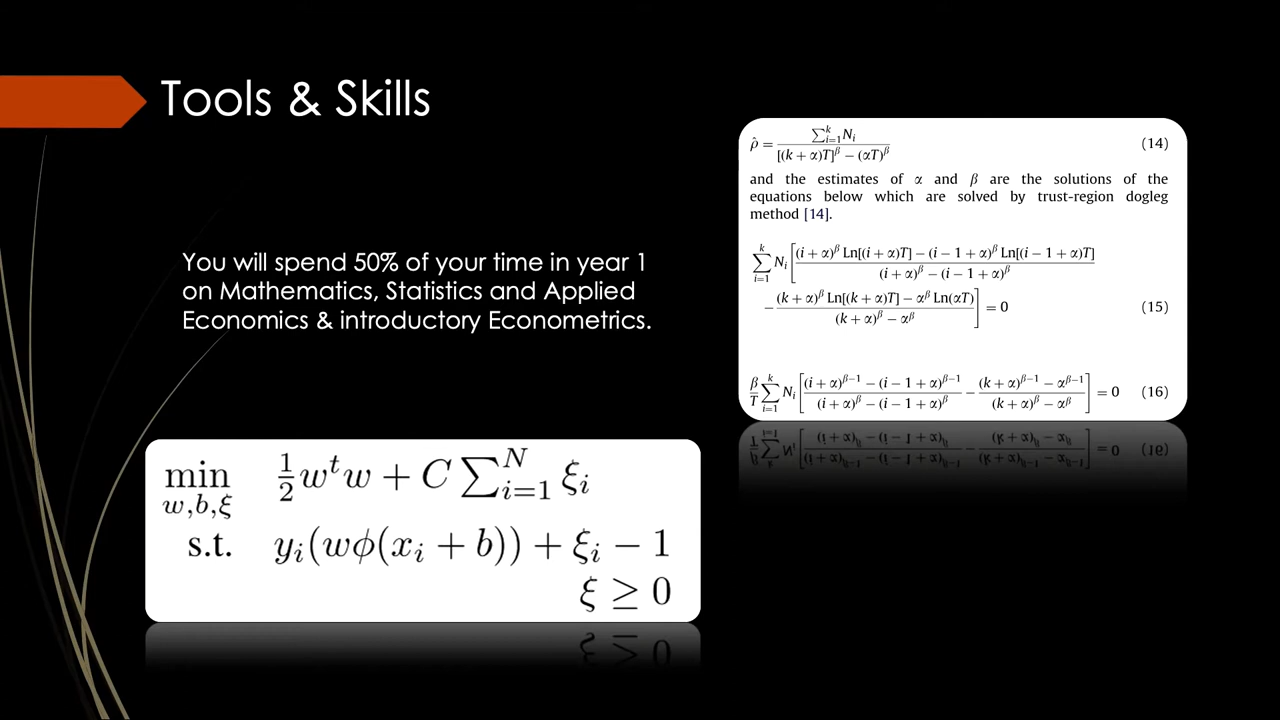 Tools & Skills
You will spend 50% of your time in year 1
on Mathematics, Statistics and Applied
Economics & introductory Econometrics.
min_{w,b,ξ} ½w^t w + C ∑_{i=1}^{N} ξ_i
s.t. y_i(wϕ(x_i + b)) + ξ_i − 1
ξ ≥ 0
ρ̂ = ∑_{i=1}^{k} N_i / [(k + α)T]^β − (αT)^β (14)
and the estimates of α and β are the solutions of the
equations below which are solved by trust-region dogleg
method [14].
∑_{i=1}^{k} N_i [ (i + α)^β Ln[(i + α)T] − (i − 1 + α)^β Ln[(i − 1 + α)T] / (i + α)^β − (i − 1 + α)^β
− (k + α)^β Ln[(k + α)T] − α^β Ln(αT) / (k + α)^β − α^β ] = 0 (15)
β/T ∑_{i=1}^{k} N_i [ (i + α)^{β−1} − (i − 1 + α)^{β−1} / (i + α)^β − (i − 1 + α)^β − (k + α)^{β−1} − α^{β−1} / (k + α)^β − α^β ] = 0 (16)